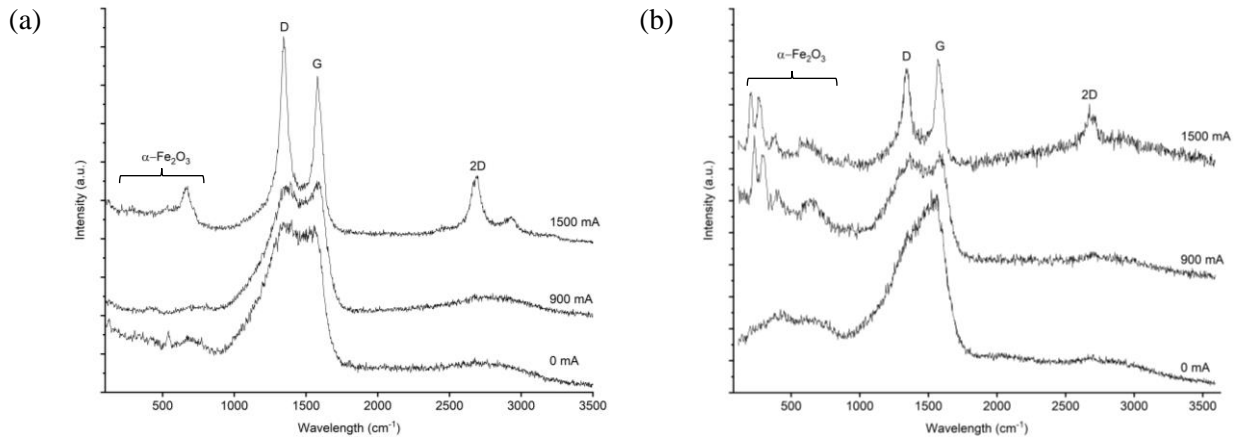 (a)
D
G
α–Fe₂O₃
2D
1500 mA
900 mA
0 mA
Intensity (a.u.)
500 1000 1500 2000 2500 3000 3500
Wavelength (cm⁻¹)
(b)
α–Fe₂O₃
D
G
2D
1500 mA
900 mA
0 mA
Intensity (a.u.)
500 1000 1500 2000 2500 3000 3500
Wavelength (cm⁻¹)